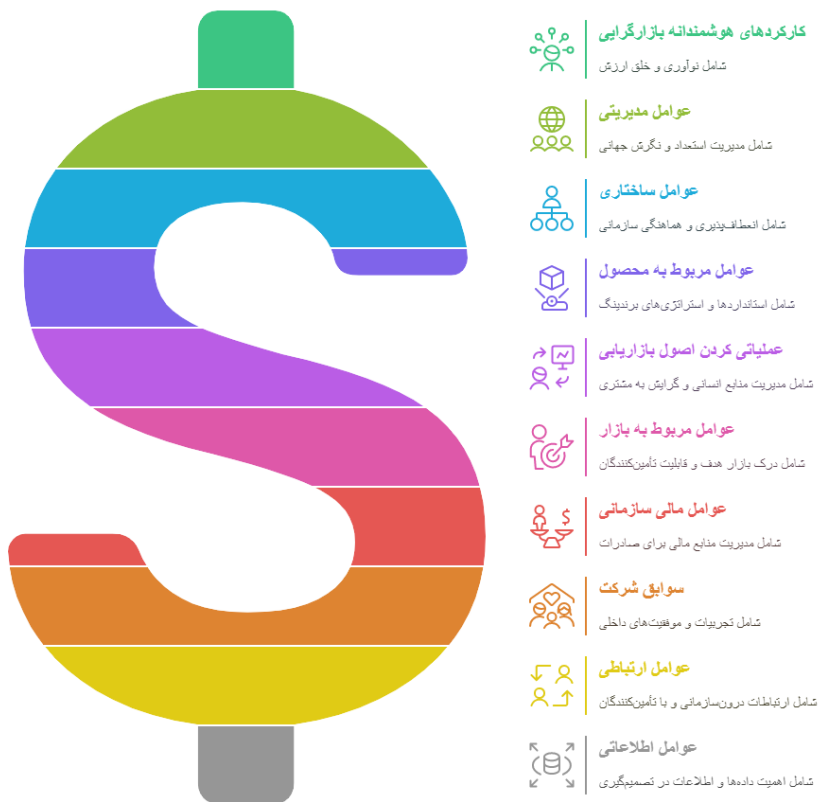 کارکردهای هوشمندانه بازارگرایی
شامل نوآوری و خلق ارزش
عوامل مدیریتی
شامل مدیریت استعداد و نگرش جهانی
عوامل ساختاری
شامل انعطاف‌پذیری و هماهنگی سازمانی
عوامل مربوط به محصول
شامل استانداردها و استراتژی‌های برندینگ
عملیاتی کردن اصول بازاریابی
شامل مدیریت منابع انسانی و گرایش به مشتری
عوامل مربوط به بازار
شامل درک بازار هدف و قابلیت تأمین‌کنندگان
عوامل مالی سازمانی
شامل مدیریت منابع مالی برای صادرات
سوابق شرکت
شامل تجربیات و موفقیت‌های داخلی
عوامل ارتباطی
شامل ارتباطات درون‌سازمانی و با تأمین‌کنندگان
عوامل اطلاعاتی
شامل اهمیت داده‌ها و اطلاعات در تصمیم‌گیری